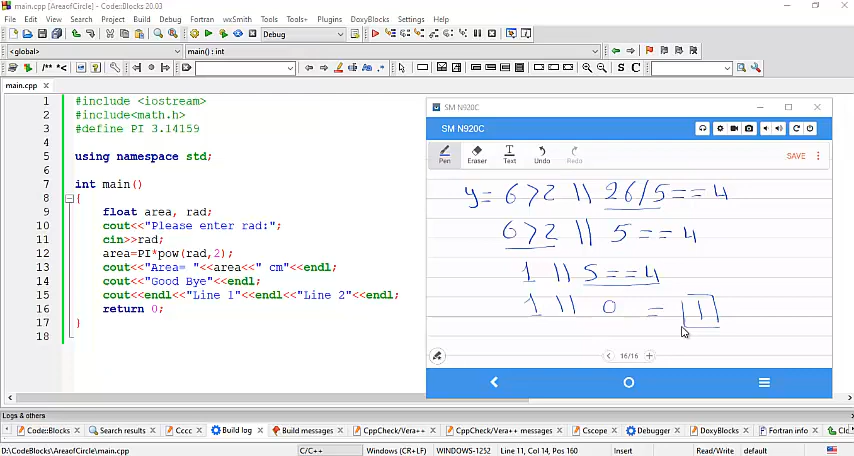 main.cpp [AreaofCircle] - Code::Blocks 20.03
File Edit View Search Project Build Debug Fortran wxSmith Tools Tools+ Plugins DoxyBlocks Settings Help
Debug
<global> main() : int
/** *< S C
main.cpp ×
1 #include <iostream>
2 #include<math.h>
3 #define PI 3.14159
4
5 using namespace std;
6
7 int main()
8 {
9 float area, rad;
10 cout<<"Please enter rad:";
11 cin>>rad;
12 area=PI*pow(rad,2);
13 cout<<"Area= "<<area<<" cm"<<endl;
14 cout<<"Good Bye"<<endl;
15 cout<<endl<<"Line 1"<<endl<<"Line 2"<<endl;
16 return 0;
17 }
18
SM N920C
SM N920C
Pen Eraser Text Undo Redo SAVE
y= 6>2 || 26/5==4
6>2 || 5==4
1 || 5==4
1 || 0 = 1
16/16
Logs & others
Code::Blocks Search results Cccc Build log Build messages CppCheck/Vera++ CppCheck/Vera++ messages Cscope Debugger DoxyBlocks Fortran info Clo
D:\CodeBlocks\AreaofCircle\main.cpp C/C++ Windows (CR+LF) WINDOWS-1252 Line 11, Col 14, Pos 160 Insert Read/Write default